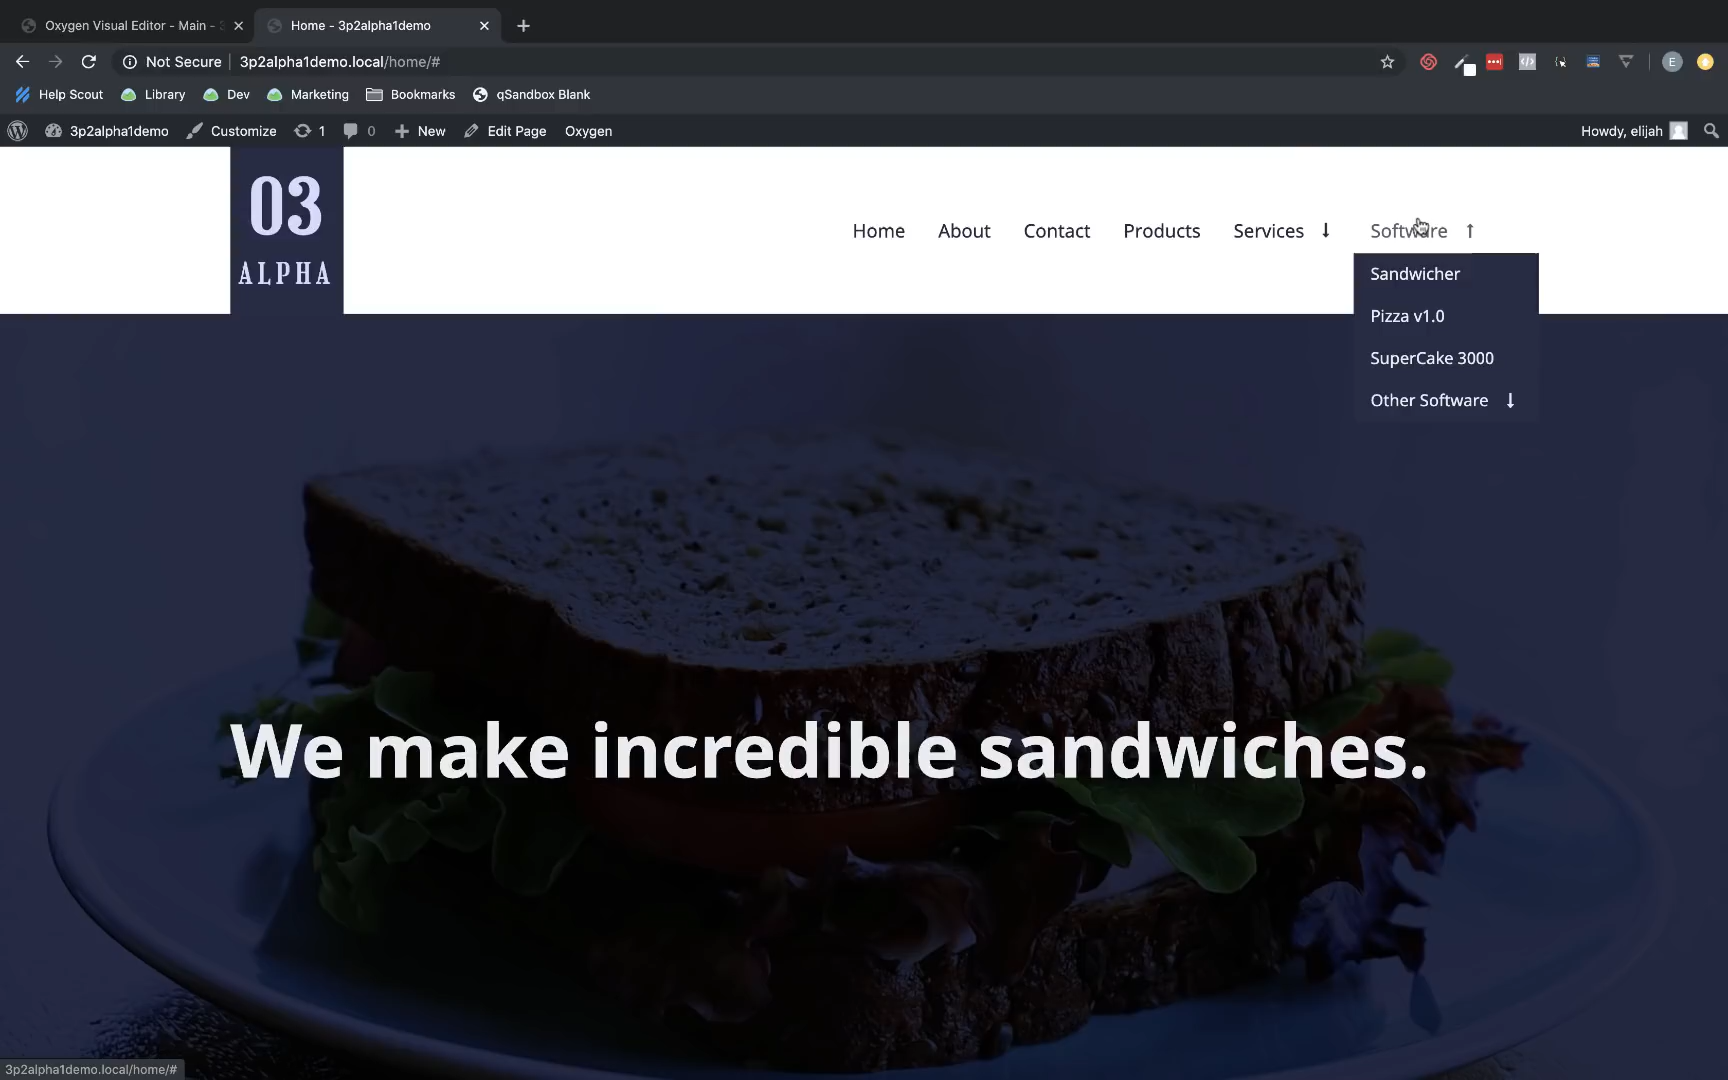 Oxygen Visual Editor - Main -
Home - 3p2alpha1demo
Not Secure
3p2alpha1demo.local/home/#
Help Scout
Library
Dev
Marketing
Bookmarks
qSandbox Blank
3p2alpha1demo
Customize
1
0
New
Edit Page
Oxygen
Howdy, elijah
E
03
ALPHA
Home
About
Contact
Products
Services
Software
Sandwicher
Pizza v1.0
SuperCake 3000
Other Software
We make incredible sandwiches.
3p2alpha1demo.local/home/#